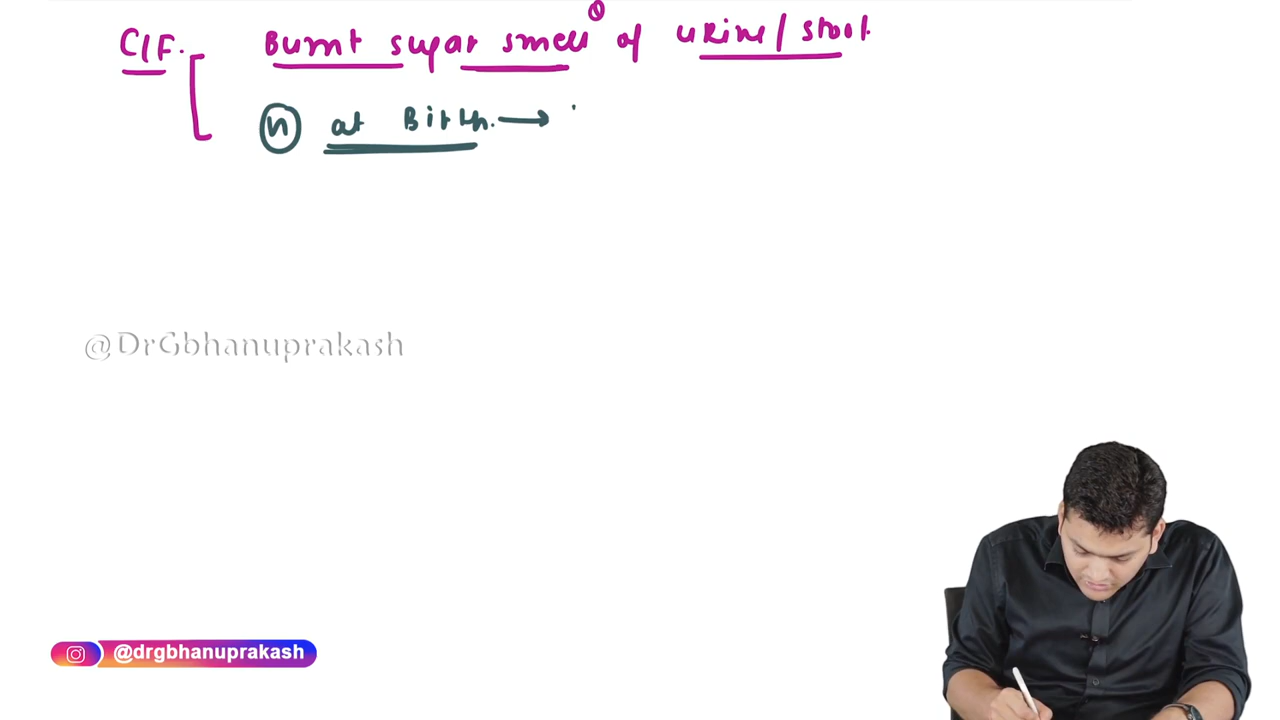 C/F. Burnt sugar smell of urine/stool.
(n) at Birth. →
@DrGbhanuprakash
@drgbhanuprakash